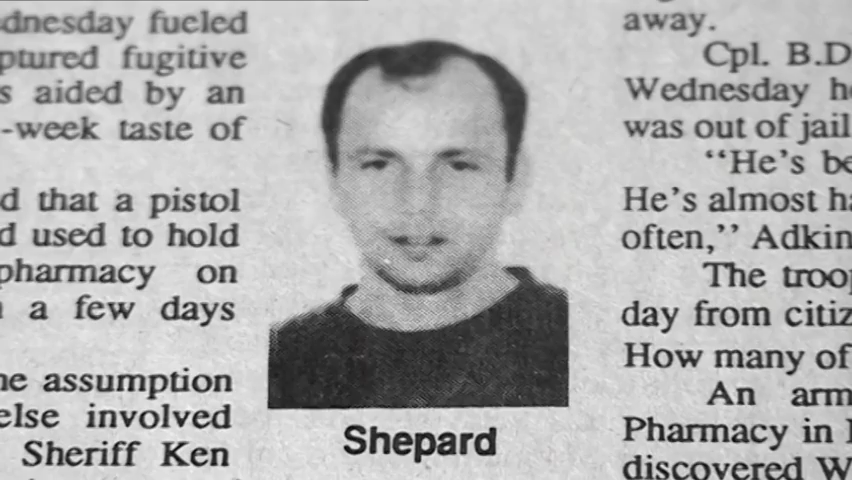 dnesday fueled
ptured fugitive
s aided by an
-week taste of
d that a pistol
d used to hold
pharmacy on
a few days
he assumption
else involved
Sheriff Ken
Shepard
away.
Cpl. B.D
Wednesday he
was out of jail
“He’s be
He’s almost ha
often,’’ Adkin
The troop
day from citiz
How many of
An arm
Pharmacy in
discovered W